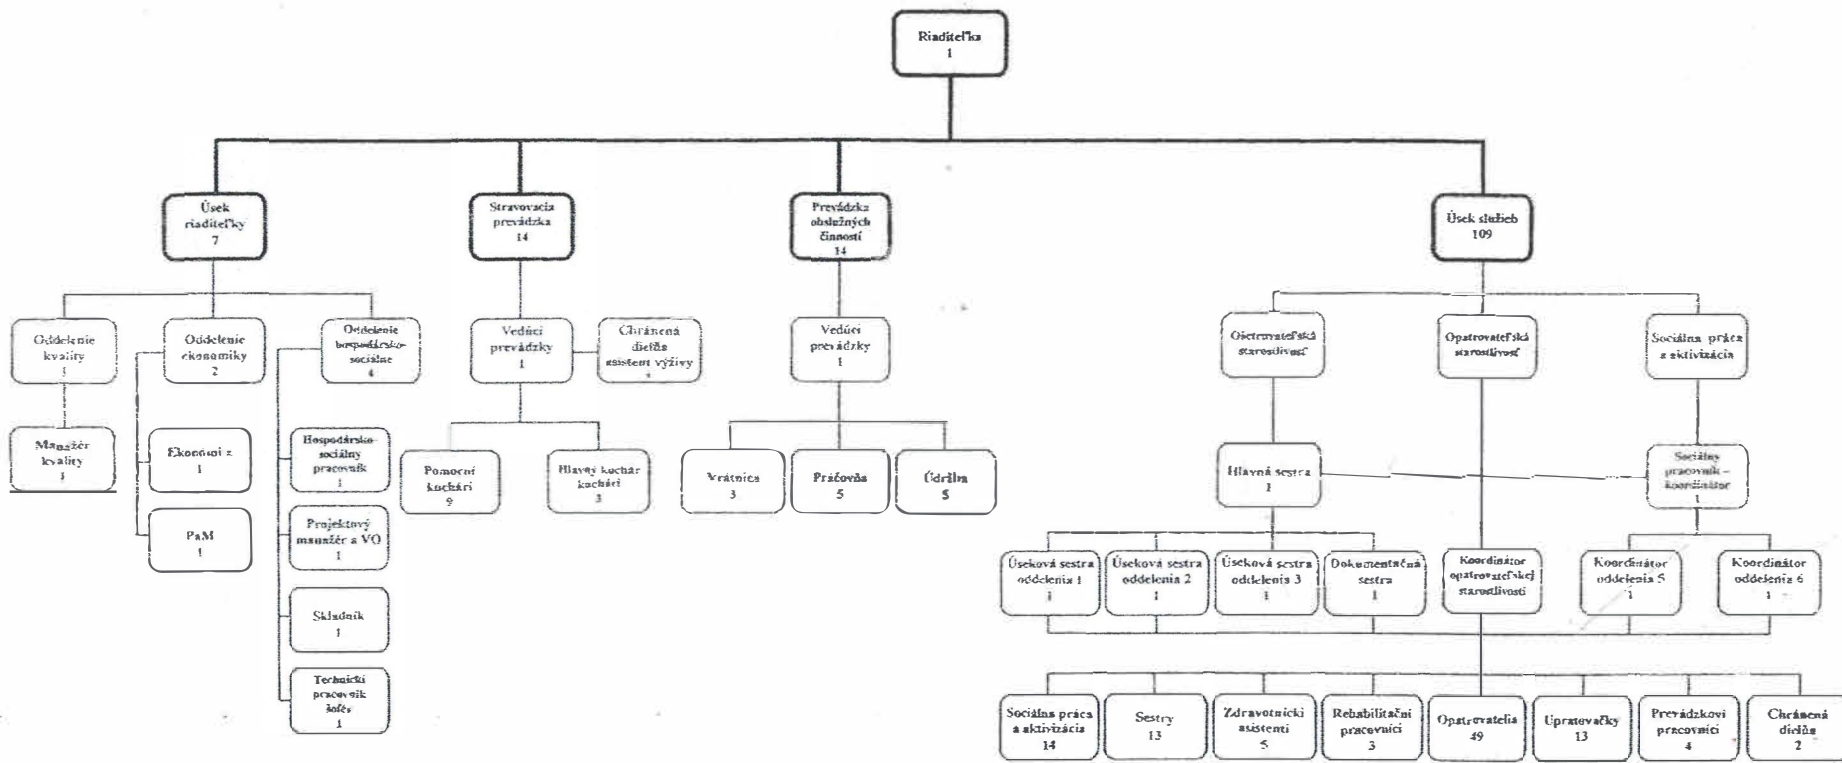 Riaditeľka
1
Úsek
riaditeľky
7
Stravovacia
prevádzka
14
Prevádzka
obslužných
činností
14
Úsek služieb
109
Oddelenie
kvality
1
Oddelenie
ekonomiky
2
Oddelenie
hospodársko-
sociálne
4
Vedúci
prevádzky
1
Chránená
dielňa
asistent výživy
Vedúci
prevádzky
1
Ošetrovateľská
starostlivosť
Opatrovateľská
starostlivosť
Sociálna práca
a aktivizácia
Manažér
kvality
1
Ekonómi z
1
PaM
1
Hospodársko-
sociálny
pracovník
1
Projektový
manažér a VO
1
Skladník
1
Technickí
pracovník
1
Pomocní
kuchári
9
Hlavný kuchár
kuchári
3
Vrátnica
3
Práčovňa
5
Údržba
5
Hlavná sestra
1
Sociálny
pracovník –
koordinátor
1
Úseková sestra
oddelenia 1
1
Úseková sestra
oddelenia 2
1
Úseková sestra
oddelenia 3
1
Dokumentačná
sestra
1
Koordinátor
opatrovateľskej
starostlivosti
Koordinátor
oddelenia 5
1
Koordinátor
oddelenia 6
1
Sociálna práca
a aktivizácia
14
Sestry
13
Zdravotnícki
asistenti
5
Rehabilitační
pracovníci
3
Opatrovatelia
49
Upratovačky
13
Prevádzkoví
pracovníci
4
Chránená
dielňa
2